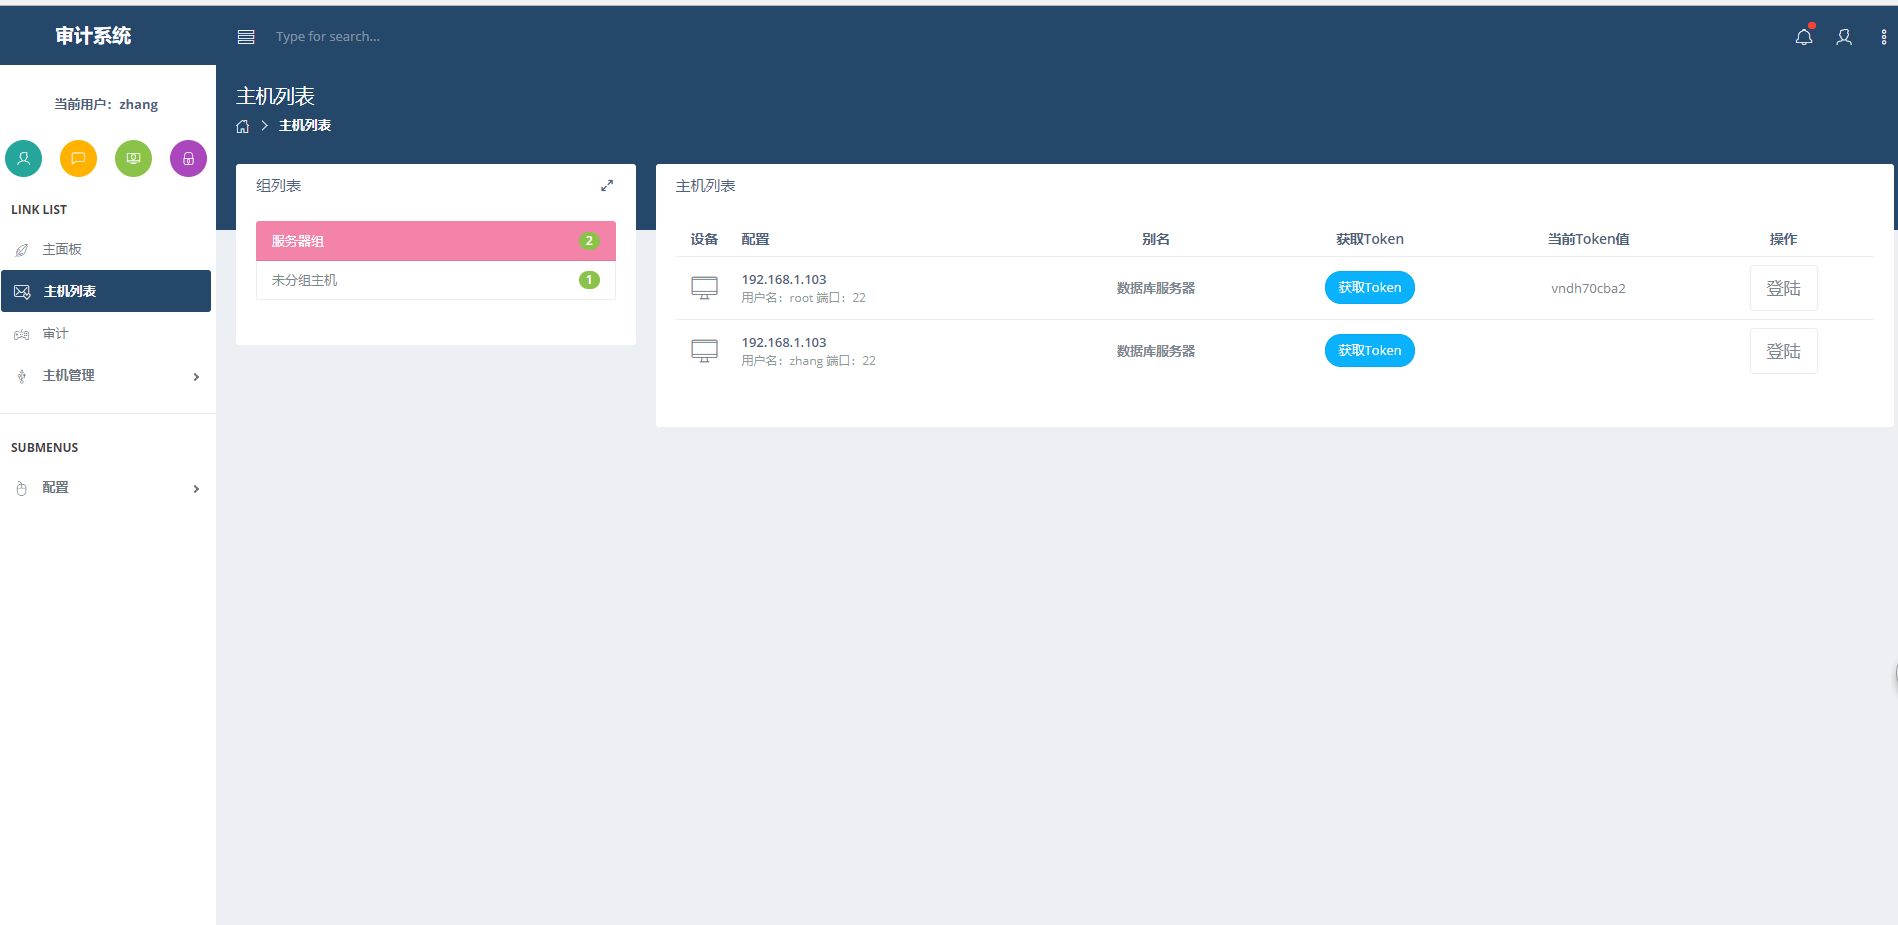 审计系统
Type for search...
当前用户：zhang
LINK LIST
主面板
主机列表
审计
主机管理
SUBMENUS
配置
主机列表
主机列表
组列表
服务器组 2
未分组主机 1
主机列表
设备 配置 别名 获取Token 当前Token值 操作
192.168.1.103
用户名：root 端口：22
数据库服务器 获取Token vndh70cba2 登陆
192.168.1.103
用户名：zhang 端口：22
数据库服务器 获取Token 登陆